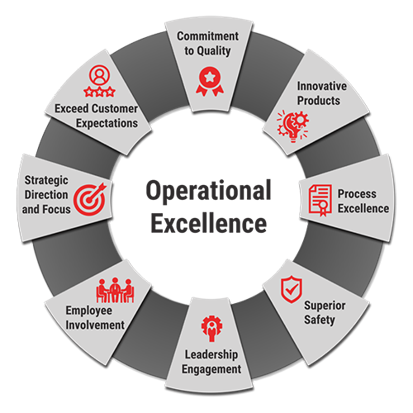 Commitment
to Quality
Innovative
Products
Process
Excellence
Superior
Safety
Leadership
Engagement
Employee
Involvement
Strategic
Direction
and Focus
Exceed Customer
Expectations
Operational
Excellence